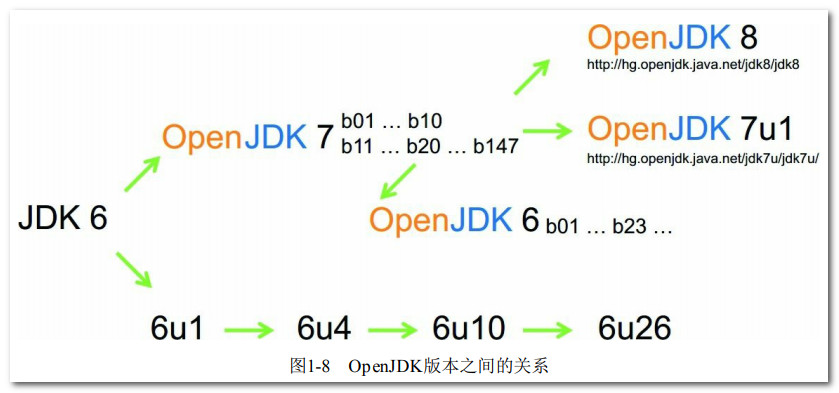 OpenJDK 8
http://hg.openjdk.java.net/jdk8/jdk8
OpenJDK 7 b01 ... b10
b11 ... b20 ... b147
OpenJDK 7u1
http://hg.openjdk.java.net/jdk7u/jdk7u/
JDK 6
OpenJDK 6 b01 ... b23 ...
6u1
6u4
6u10
6u26
图1-8 OpenJDK版本之间的关系